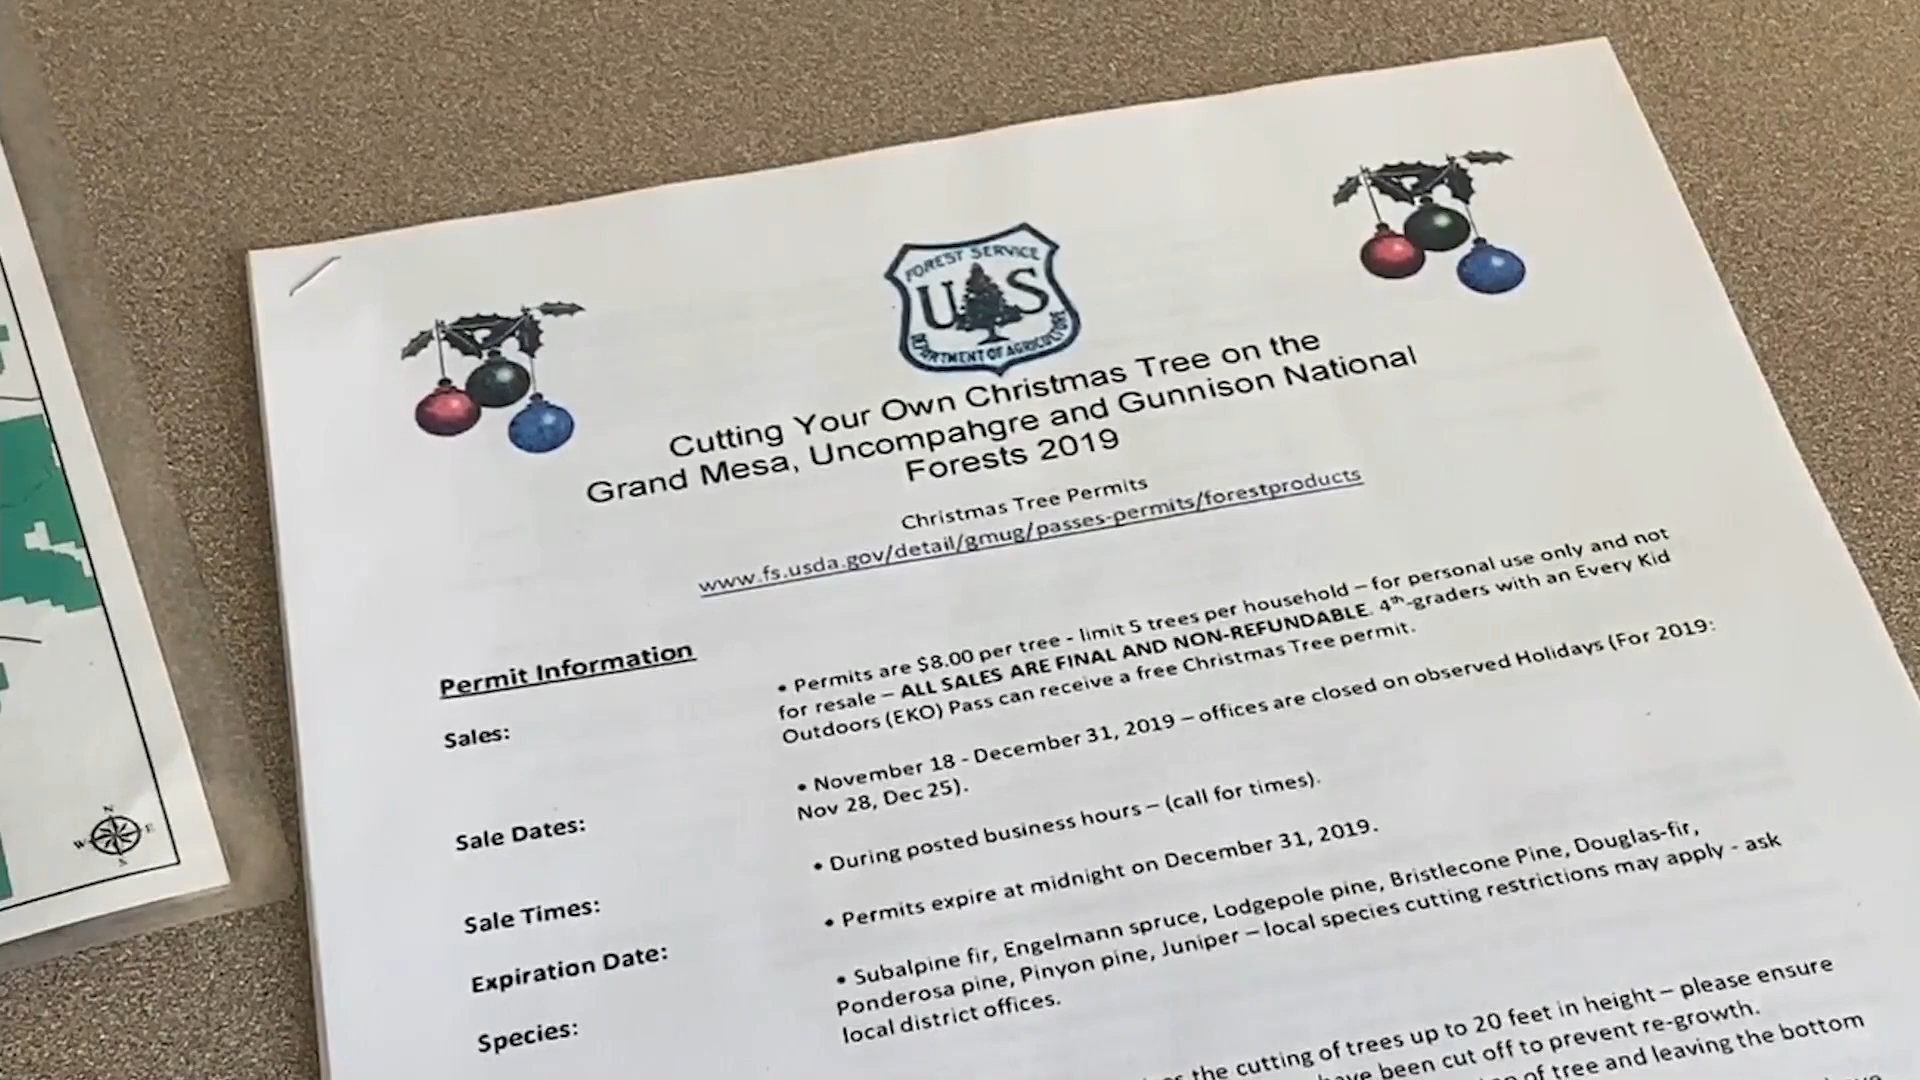 FOREST SERVICE
U S
DEPARTMENT OF AGRICULTURE
Cutting Your Own Christmas Tree on the
Grand Mesa, Uncompahgre and Gunnison National
Forests 2019
Christmas Tree Permits
www.fs.usda.gov/detail/gmug/passes-permits/forestproducts
Permit Information
Sales:
• Permits are $8.00 per tree - limit 5 trees per household – for personal use only and not
for resale – ALL SALES ARE FINAL AND NON-REFUNDABLE. 4th-graders with an Every Kid
Outdoors (EKO) Pass can receive a free Christmas Tree permit.
Sale Dates:
• November 18 - December 31, 2019 – offices are closed on observed Holidays (For 2019:
Nov 28, Dec 25).
Sale Times:
• During posted business hours – (call for times).
Expiration Date:
• Permits expire at midnight on December 31, 2019.
Species:
• Subalpine fir, Engelmann spruce, Lodgepole pine, Bristlecone Pine, Douglas-fir,
Ponderosa pine, Pinyon pine, Juniper – local species cutting restrictions may apply - ask
local district offices.
the cutting of trees up to 20 feet in height – please ensure
have been cut off to prevent re-growth.
of tree and leaving the bottom
N
W E
S